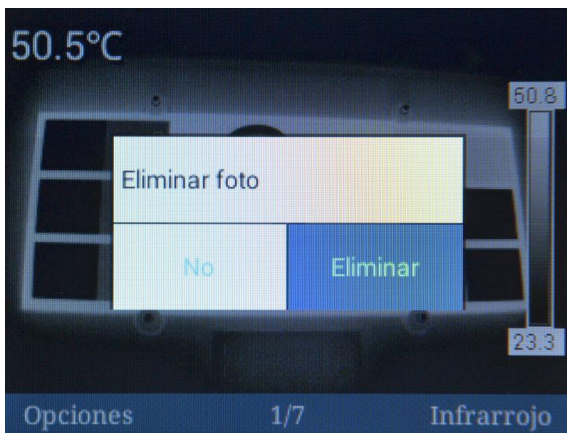 50.5°C
50.8
Eliminar foto
No
Eliminar
23.3
Opciones
1/7
Infrarrojo